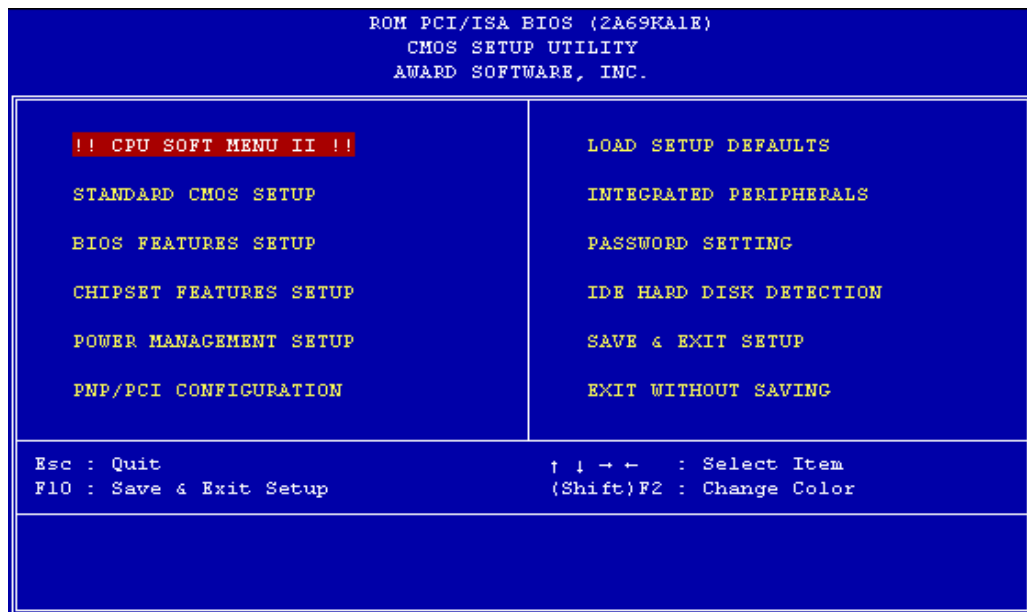 ROM PCI/ISA BIOS (2A69KA1E)
CMOS SETUP UTILITY
AWARD SOFTWARE, INC.
!! CPU SOFT MENU II !!
STANDARD CMOS SETUP
BIOS FEATURES SETUP
CHIPSET FEATURES SETUP
POWER MANAGEMENT SETUP
PNP/PCI CONFIGURATION
LOAD SETUP DEFAULTS
INTEGRATED PERIPHERALS
PASSWORD SETTING
IDE HARD DISK DETECTION
SAVE & EXIT SETUP
EXIT WITHOUT SAVING
Esc : Quit
F10 : Save & Exit Setup
↑ ↓ → ← : Select Item
(Shift)F2 : Change Color